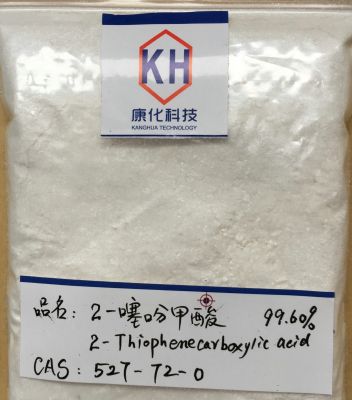 KH
康化科技
KANGHUA TECHNOLOGY
品名: 2-噻吩甲酸 99.60%
2-Thiophenecarboxylic acid
CAS: 527-72-0